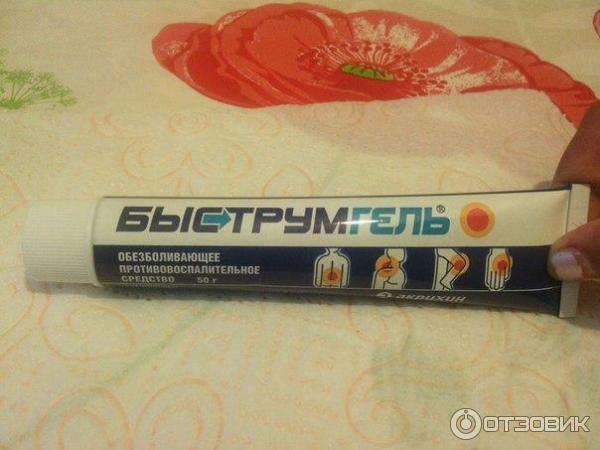 БЫСТРУМГЕЛЬ®
ОБЕЗБОЛИВАЮЩЕЕ
ПРОТИВОВОСПАЛИТЕЛЬНОЕ
СРЕДСТВО 50 г
АКРИХИН
ОТЗОВИК